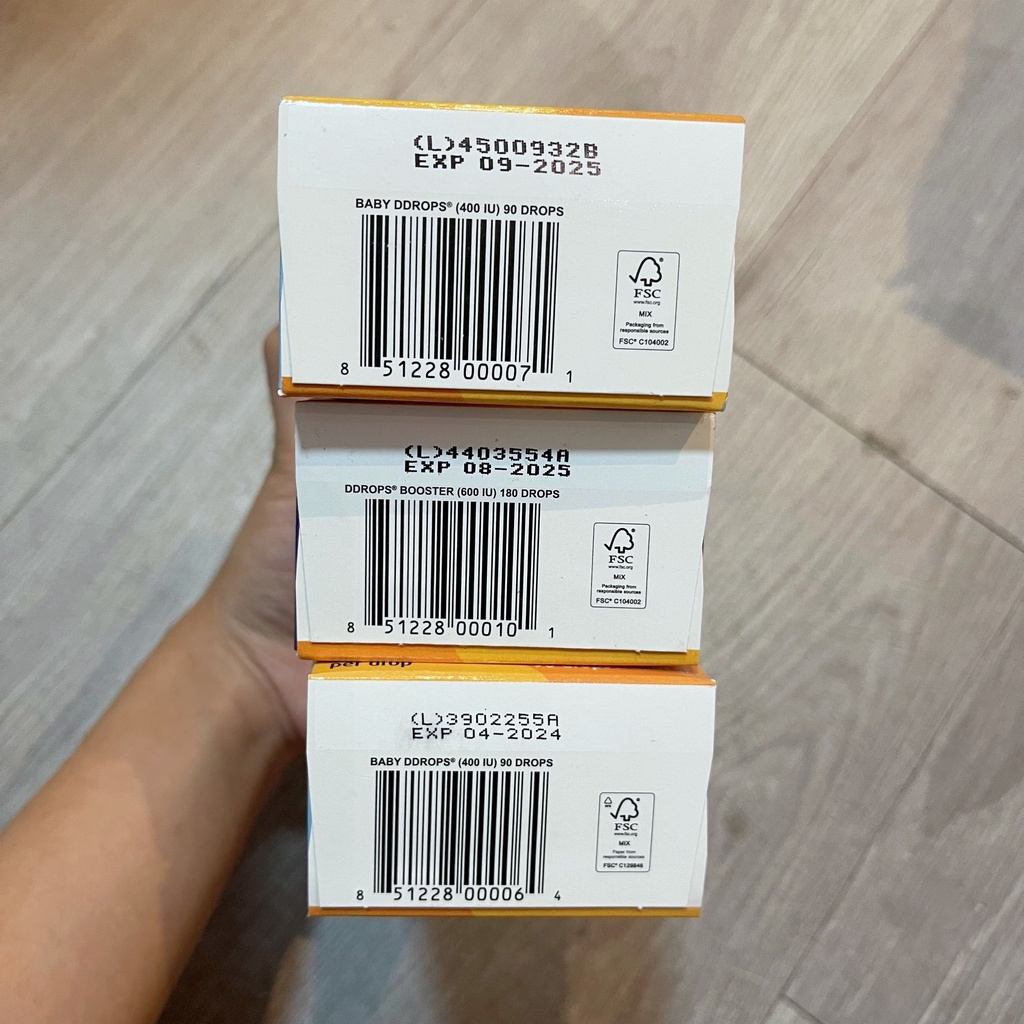 (L)4500932B
EXP 09-2025
BABY DDROPS® (400 IU) 90 DROPS
FSC®
www.fsc.org
MIX
Packaging from
responsible sources
FSC® C104002
8 51228 00007 1
(L)4403554A
EXP 08-2025
DDROPS® BOOSTER (600 IU) 180 DROPS
FSC®
www.fsc.org
MIX
Packaging from
responsible sources
FSC® C104002
8 51228 00010 1
per drop
(L)3902255A
EXP 04-2024
BABY DDROPS® (400 IU) 90 DROPS
FSC®
www.fsc.org
MIX
Paper from
responsible sources
FSC® C129846
8 51228 00006 4